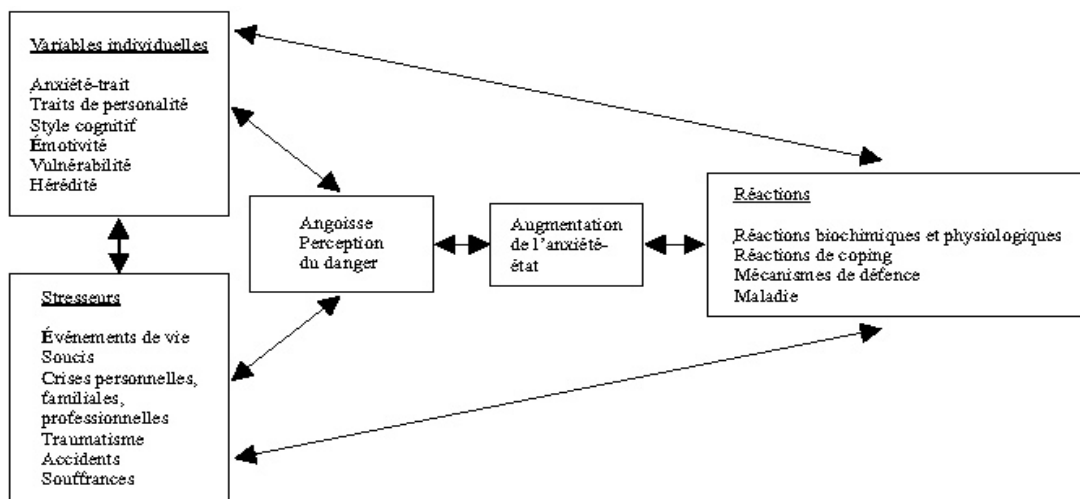 Variables individuelles
Anxiété-trait
Traits de personalité
Style cognitif
Émotivité
Vulnérabilité
Hérédité
Stresseurs
Événements de vie
Soucis
Crises personnelles,
familiales,
professionnelles
Traumatisme
Accidents
Souffrances
Angoisse
Perception
du danger
Augmentation
de l'anxiété-
état
Réactions
Réactions biochimiques et physiologiques
Réactions de coping
Mécanismes de défence
Maladie